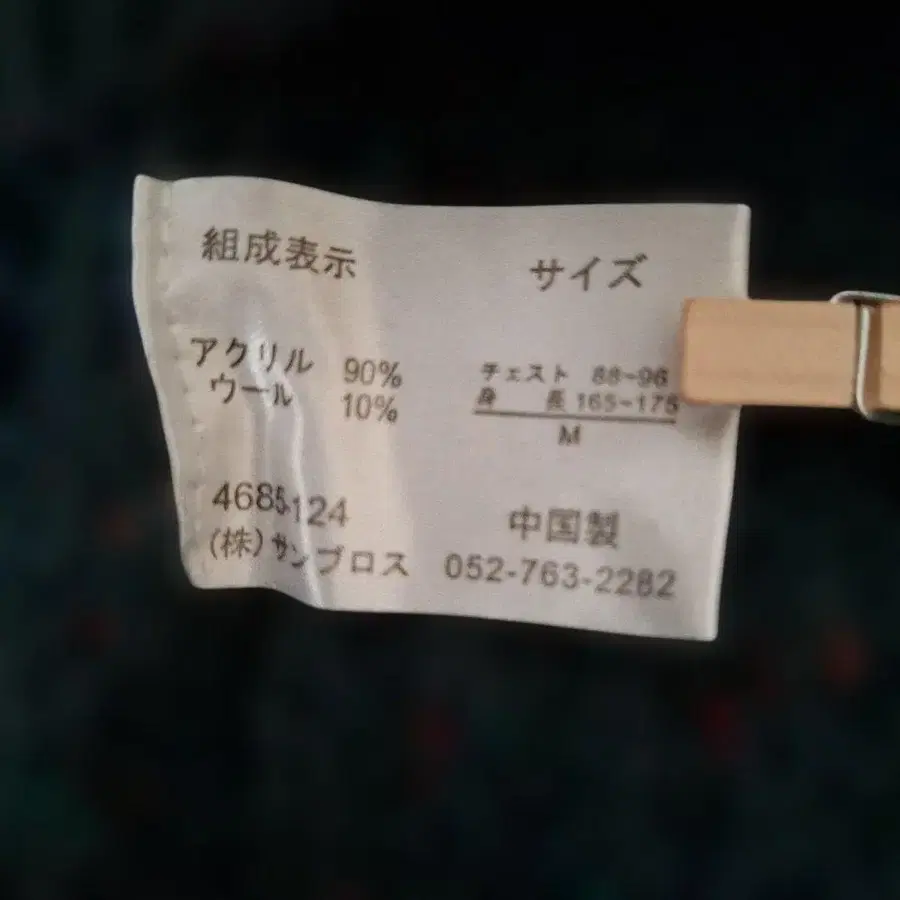 組成表示
アクリル 90%
ウール 10%
4685124
(株)サンブロス
サイズ
チェスト 88-96
身 長 165-175
M
中国製
052-763-2282